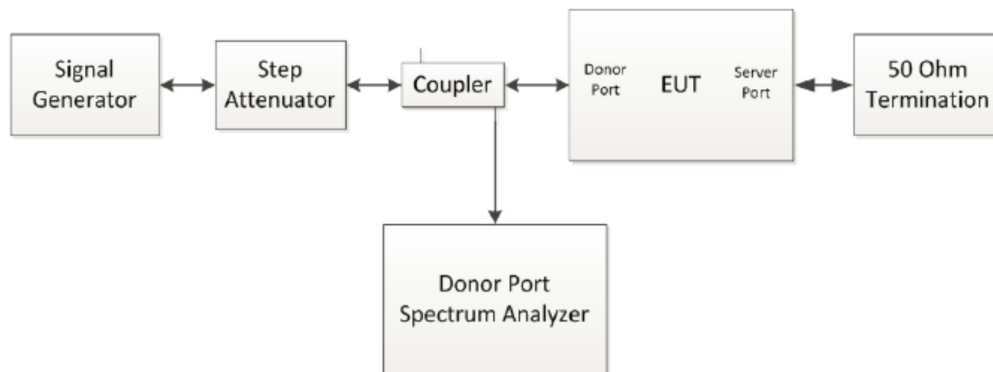 Signal
Generator
Step
Attenuator
Coupler
Donor
Port
EUT
Server
Port
50 Ohm
Termination
Donor Port
Spectrum Analyzer